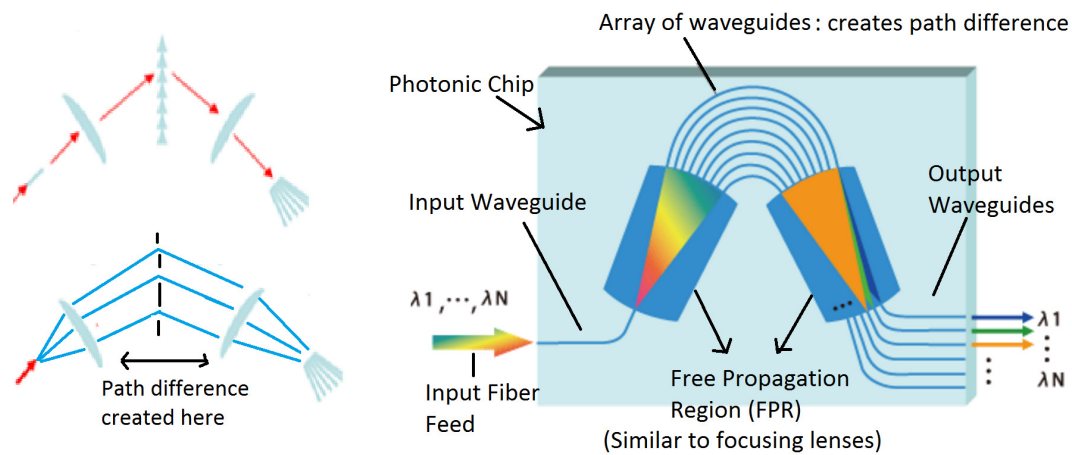 Array of waveguides : creates path difference
Photonic Chip
Input Waveguide
Output
Waveguides
λ1 ,···, λN
Input Fiber
Feed
Free Propagation
Region (FPR)
(Similar to focusing lenses)
λ1
λN
Path difference
created here